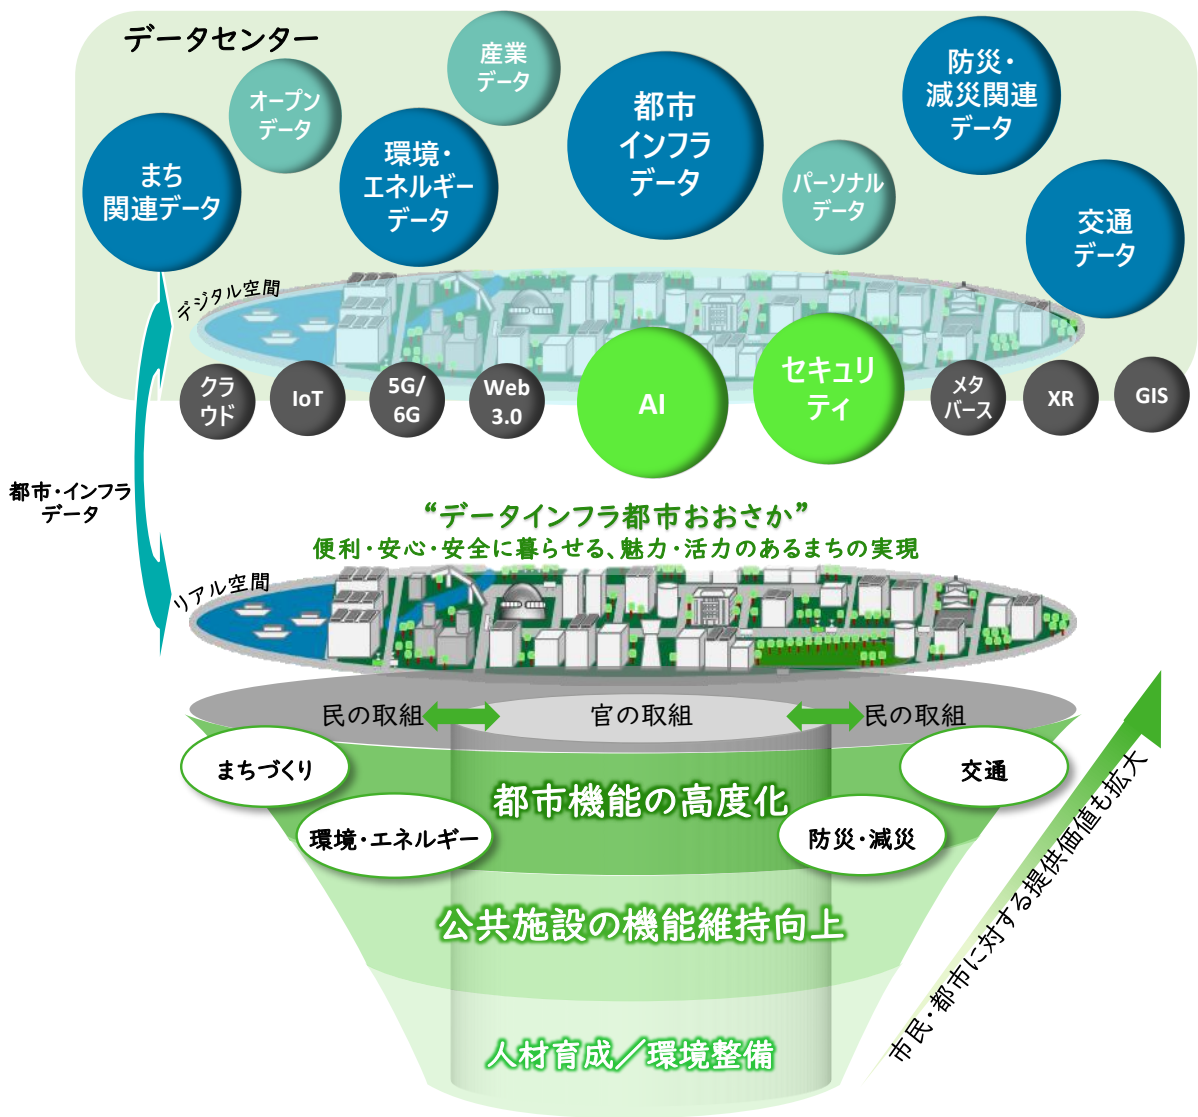 データセンター
産業
データ
オープン
データ
都市
インフラ
データ
防災・
減災関連
データ
まち
関連データ
環境・
エネルギー
データ
パーソナル
データ
交通
データ
デジタル空間
クラ
ウド
IoT
5G/
6G
Web
3.0
AI
セキュリ
ティ
メタ
バース
XR
GIS
都市・インフラ
データ
“データインフラ都市おおさか”
便利・安心・安全に暮らせる、魅力・活力のあるまちの実現
リアル空間
民の取組
官の取組
民の取組
まちづくり
交通
都市機能の高度化
環境・エネルギー
防災・減災
公共施設の機能維持向上
人材育成／環境整備
市民・都市に対する提供価値も拡大